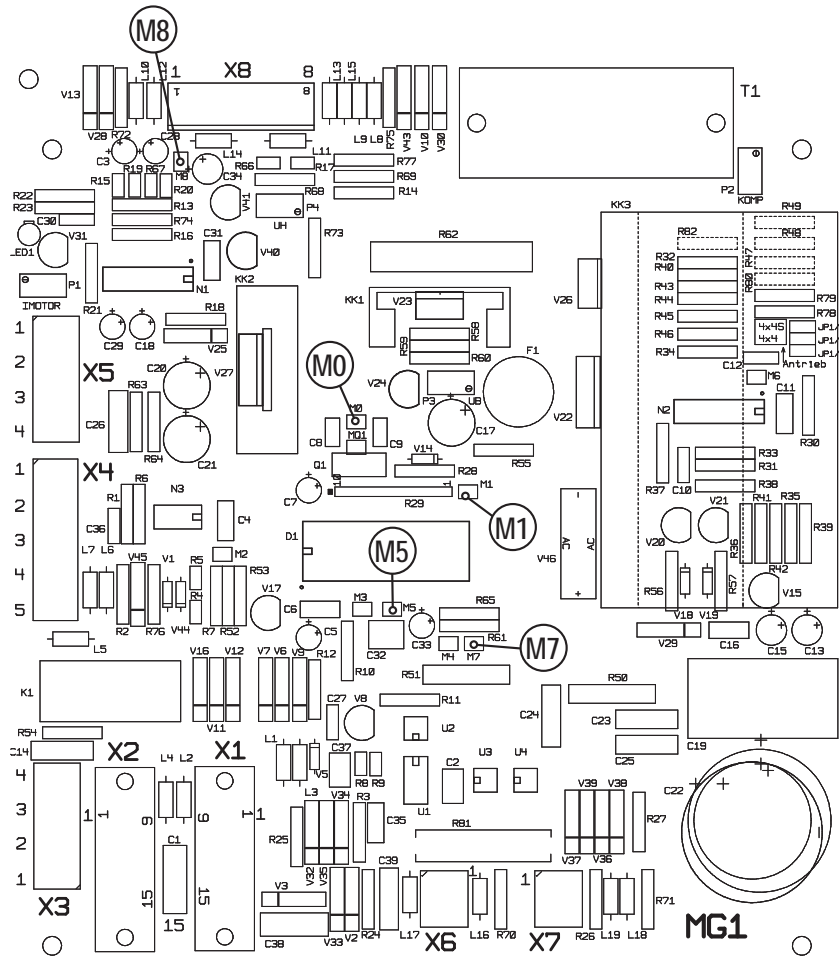 M8
X8
1 8
1 8
L10 L12 L13 L15
V13
V28 R72 C28 L9 L8 R75 V43 V10 V30
T1
C3 R19 R67 M8 L14 L11
R66 R17 R77
C34 R68 R69
R14
P2
KOMP
R15 R20
R22 R13
R23 R74
C30 R16
V41 P4
U4
R73
LED1 V31
C31 V40
R62
KK3
R49
R82 R48
R32 R47
R40 R80
R43 R79
R44 R78
R45 4x4S JP1/
R46 4x4 JP1/
R34 C12 JP1/
Antrieb
P1
IMOTOR
R21 N1 KK2
KK1 V23
V26
1
2
3
4
X5
R18
C29 C18 V25
R59 R58
R60
F1
C20 V27
M0
V24 P3 U8
V22
M6
C11
N2 R30
R63
C26 R64 C21
M0
MQ1
C8 C9 C17
V14
R55
Q1 R28
R33
R31
R37 C10 R38
1
2
3
4
5
X4
R6
R1 N3
C36 C4
C7 10 1 M1
R29
M1
V20 V21 R41 R35 R39
R36
L7 L6 V45 V1 R5 M2 R53
D1
M5
V46 AC AC
R56 R57 R42
V15
R4 V17
R2 R76 V44 R7 R52
C6 M3 M5
R65
V18 V19
L5 C5 C32 C33 R61
V29 C16 C15 C13
M4 M7
M7
K1
V16 V12 V7 V6 V9 R12 R10
R51
R50
V11
R11
C24 C23
R54
C14
X2 X1
C27 V8
U2
C25 C19
4
3
2
1
X3
L4 L2 L1 V5 C37
R8 R9
U1 C2 U3 U4
C22
1 9 9 1
L3 V34
R3
C1 R25 C35
R81
V39 V38
R27
V32 V35
V37 V36
15 15 15
V3
C38
V33 V2 R24 C39
L17 1
X6
L16 R70
1
X7
R26 L19 L18 R71
MG1